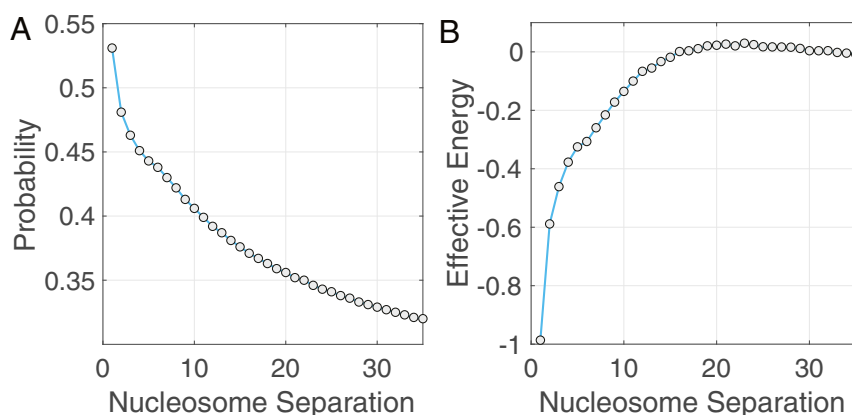 A
Probability
0.55
0.5
0.45
0.4
0.35
0 10 20 30
Nucleosome Separation
B
Effective Energy
0
-0.2
-0.4
-0.6
-0.8
-1
0 10 20 30
Nucleosome Separation